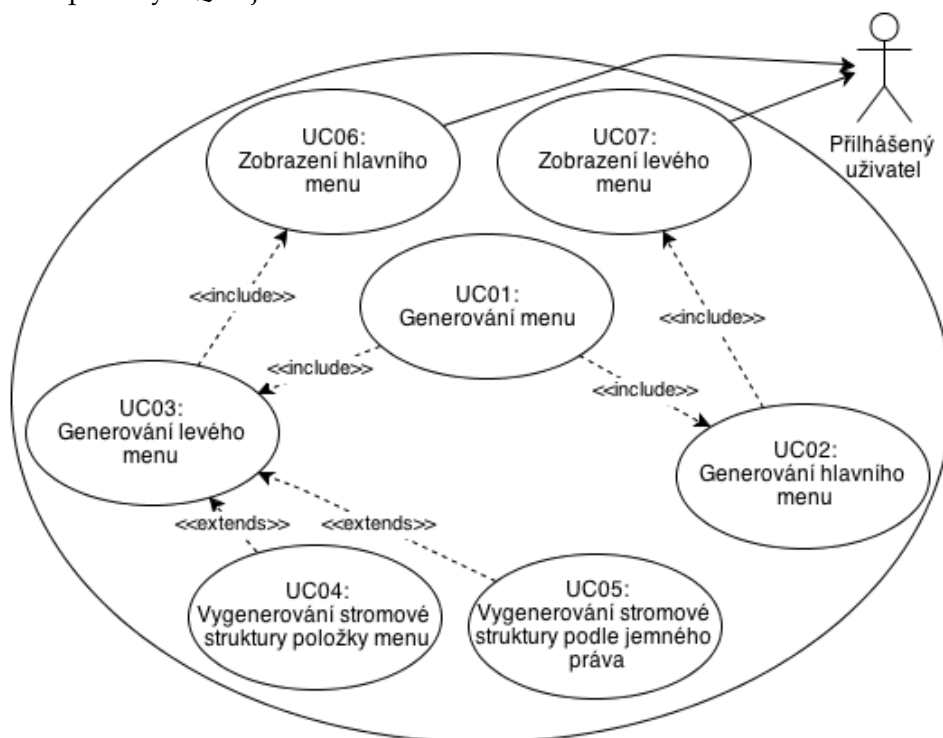 UC06:
Zobrazení hlavního
menu
UC07:
Zobrazení levého
menu
Přilhášený
uživatel
<<include>>
UC01:
Generování menu
<<include>>
<<include>>
<<include>>
UC03:
Generování levého
menu
UC02:
Generování hlavního
menu
<<extends>>
<<extends>>
UC04:
Vygenerování stromové
struktury položky menu
UC05:
Vygenerování stromové
struktury podle jemného
práva